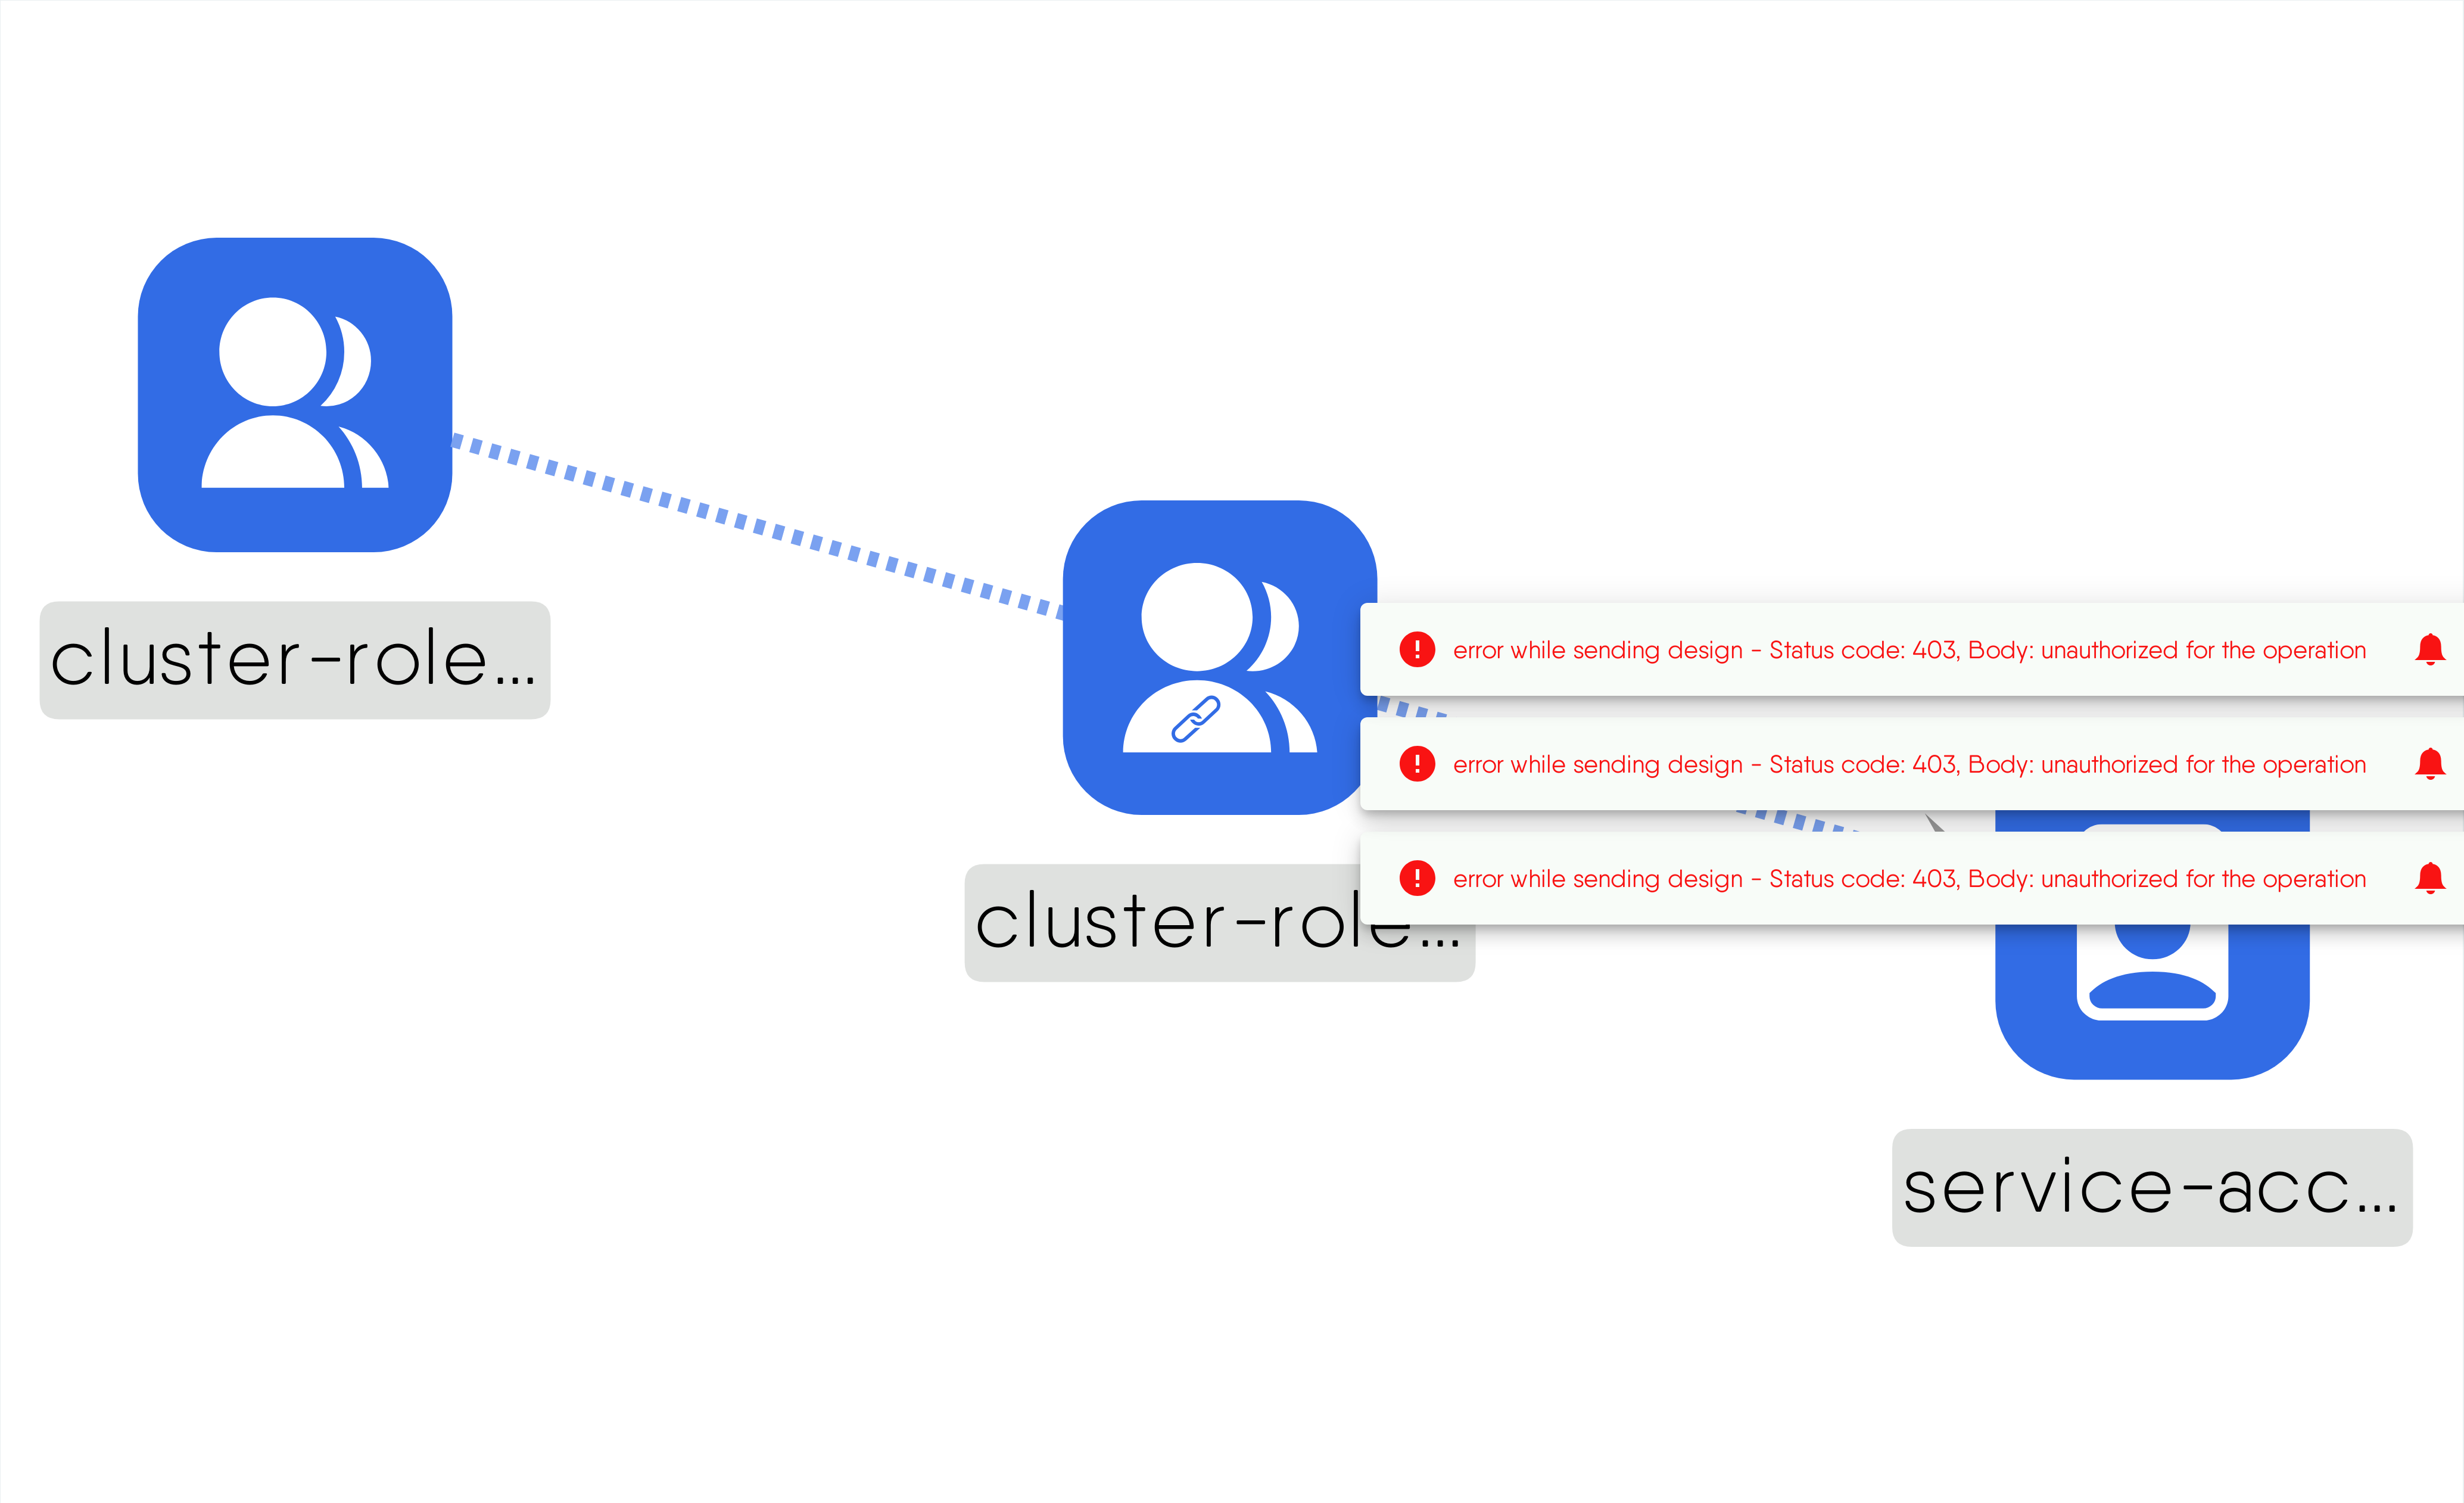 cluster-role...
error while sending design - Status code: 403, Body: unauthorized for the operation
error while sending design - Status code: 403, Body: unauthorized for the operation
error while sending design - Status code: 403, Body: unauthorized for the operation
cluster-role...
service-acc...